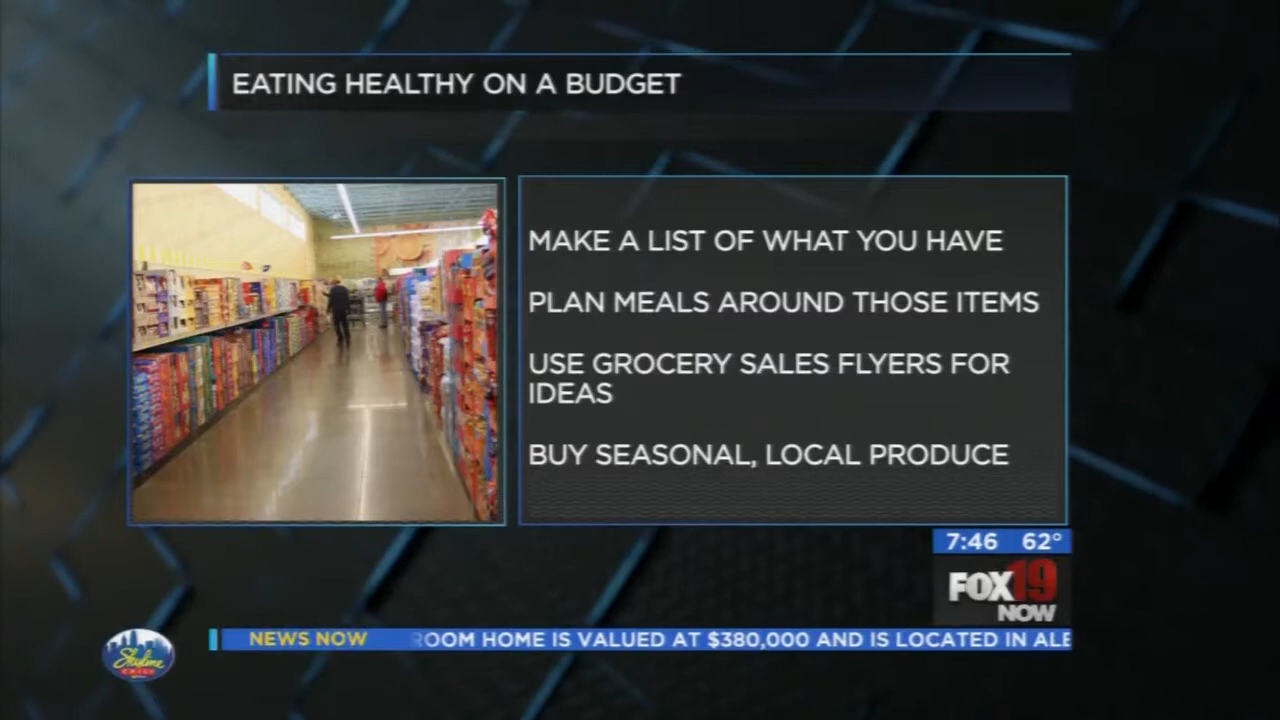 EATING HEALTHY ON A BUDGET
MAKE A LIST OF WHAT YOU HAVE
PLAN MEALS AROUND THOSE ITEMS
USE GROCERY SALES FLYERS FOR
IDEAS
BUY SEASONAL, LOCAL PRODUCE
7:46 62°
FOX19
NOW
NEWS NOW ROOM HOME IS VALUED AT $380,000 AND IS LOCATED IN ALE
Skyline
CHILI